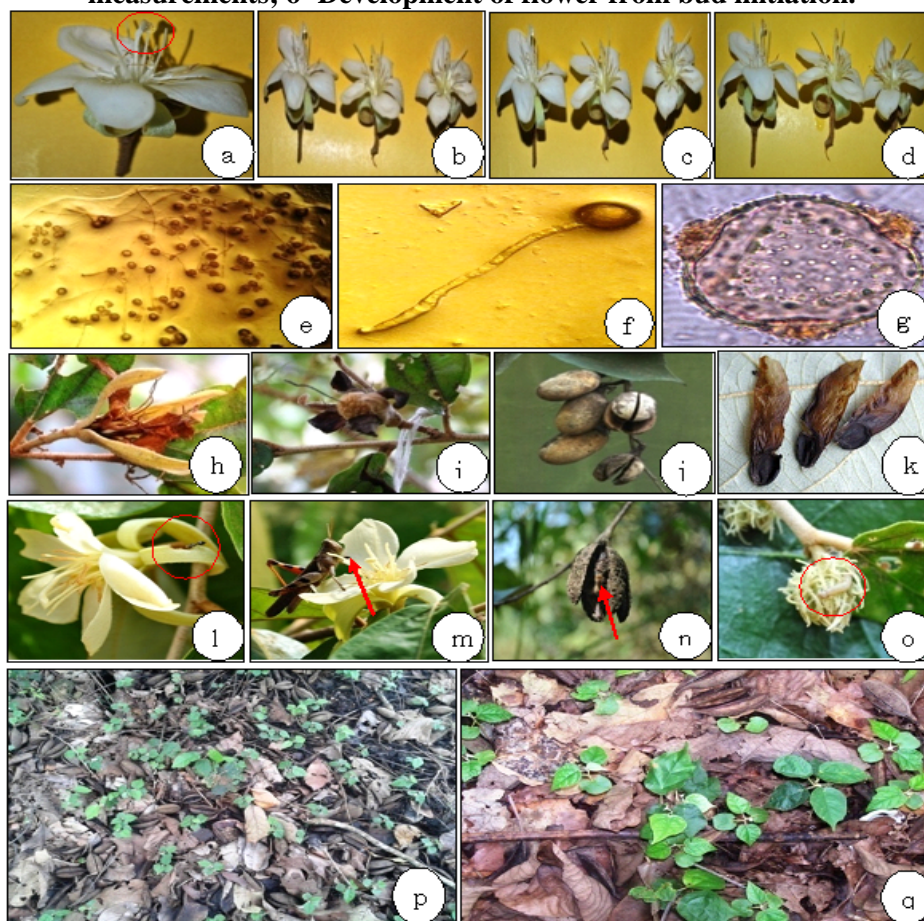 measurements; 6- Development of flower from bud initiation.
a
b
c
d
e
f
g
h
i
j
k
l
m
n
o
p
q